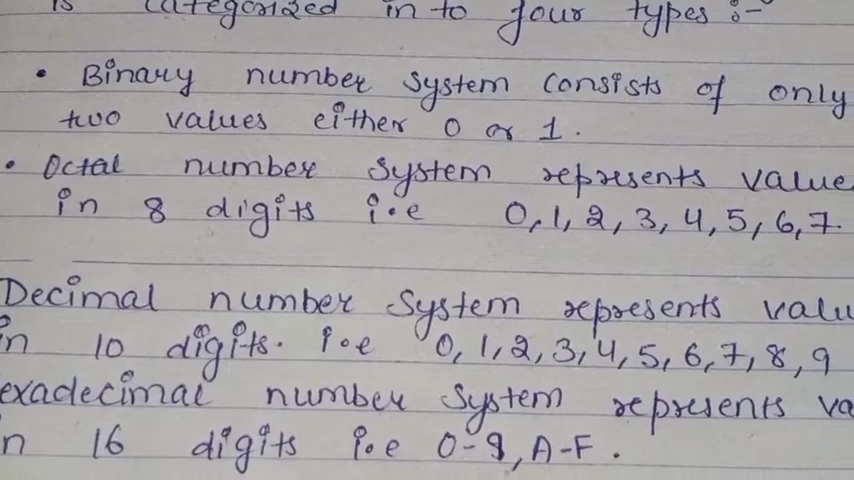 is categorized in to four types :-
• Binary number system consists of only
two values either 0 or 1.
• Octal number system represents value
in 8 digits i.e 0,1,2,3,4,5,6,7.
Decimal number system represents valu
in 10 digits. i.e 0,1,2,3,4,5,6,7,8,9
exadecimal number system represents va
n 16 digits i.e 0-9, A-F.